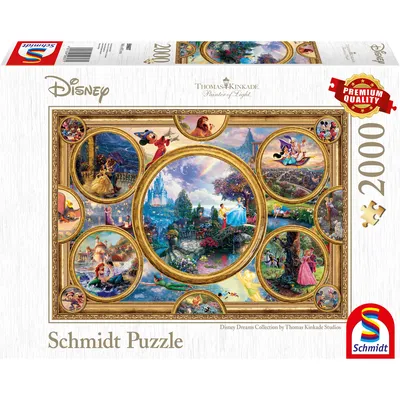 2000
Disney
THOMAS KINKADE
Painter of Light
PREMIUM
QUALITY
2000
Schmidt Puzzle
Disney Dreams Collection by Thomas Kinkade Studios
Schmidt